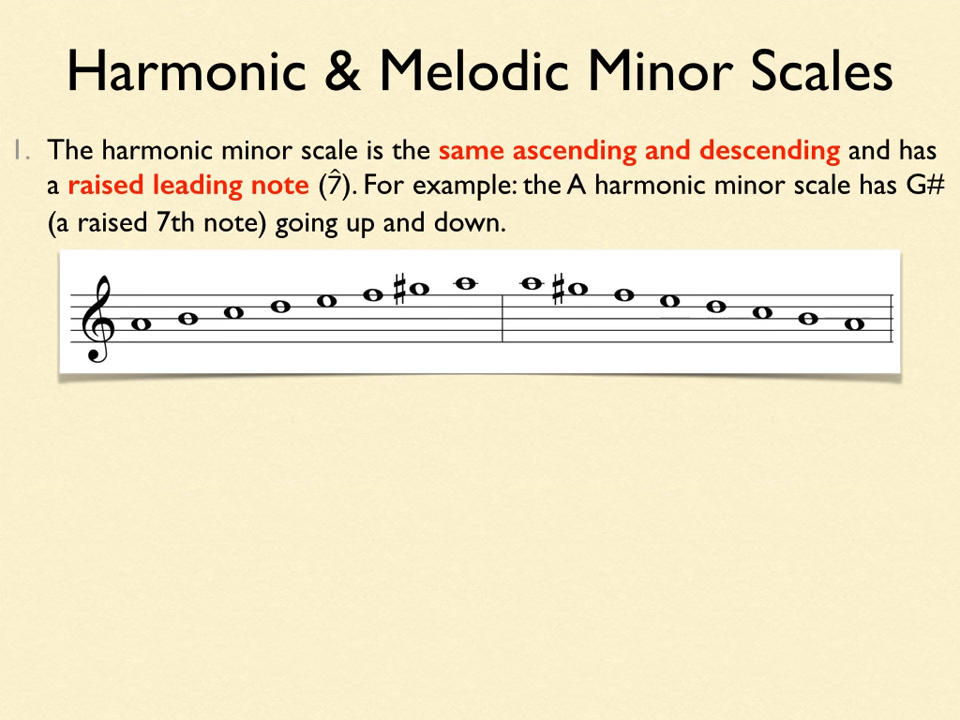 Harmonic & Melodic Minor Scales
1. The harmonic minor scale is the same ascending and descending and has
a raised leading note (7̂). For example: the A harmonic minor scale has G#
(a raised 7th note) going up and down.